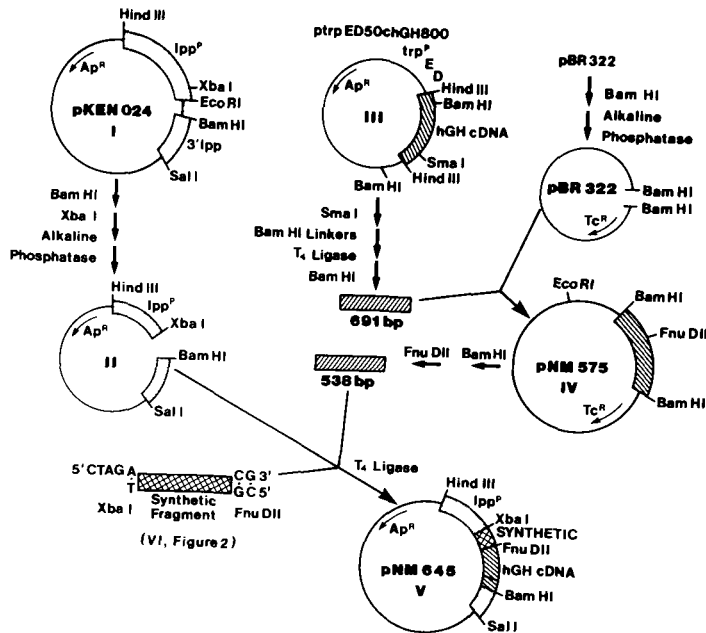 Hind III
lpp^P
Ap^R
Xba I
Eco RI
Bam HI
3' lpp
Sal I
pKEN 024
I
Bam HI
Xba I
Alkaline
Phosphatase
Hind III
lpp^P
Ap^R
Xba I
Bam HI
Sal I
II
ptrp ED50chGH800
trp^P
E
D
Ap^R
Hind III
Bam HI
hGH cDNA
Sma I
Hind III
Bam HI
III
Sma I
Bam HI Linkers
T4 Ligase
Bam HI
691 bp
pBR 322
Bam HI
Alkaline
Phosphatase
pBR 322
Bam HI
Bam HI
Tc^R
Eco RI
Bam HI
Fnu DII
pNM 575
IV
Bam HI
Tc^R
Fnu DII
Bam HI
538 bp
5' CTAG A
T
CG 3'
GC 5'
Synthetic
Fragment
Xba I
Fnu DII
(VI, Figure 2)
T4 Ligase
Hind III
lpp^P
Xba I
SYNTHETIC
Fnu DII
hGH cDNA
Bam HI
Sal I
Ap^R
pNM 645
V